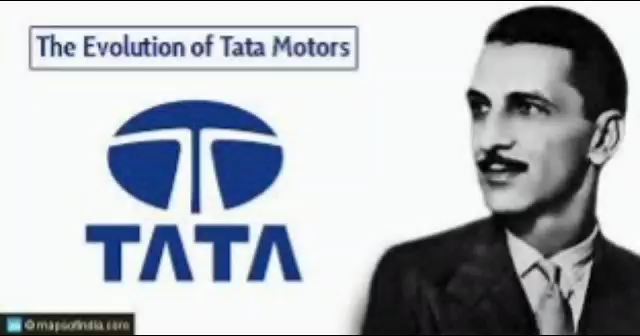 The Evolution of Tata Motors
TATA
© mapsofindia.com